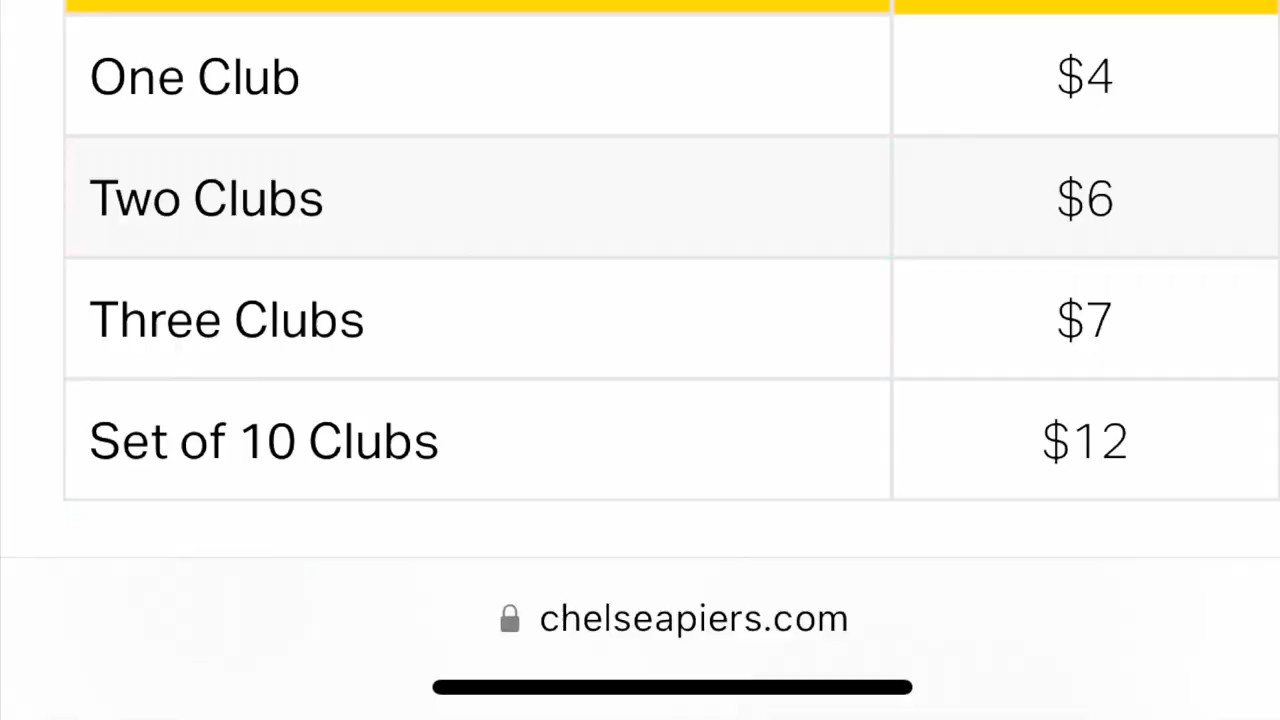 One Club $4
Two Clubs $6
Three Clubs $7
Set of 10 Clubs $12
chelseapiers.com